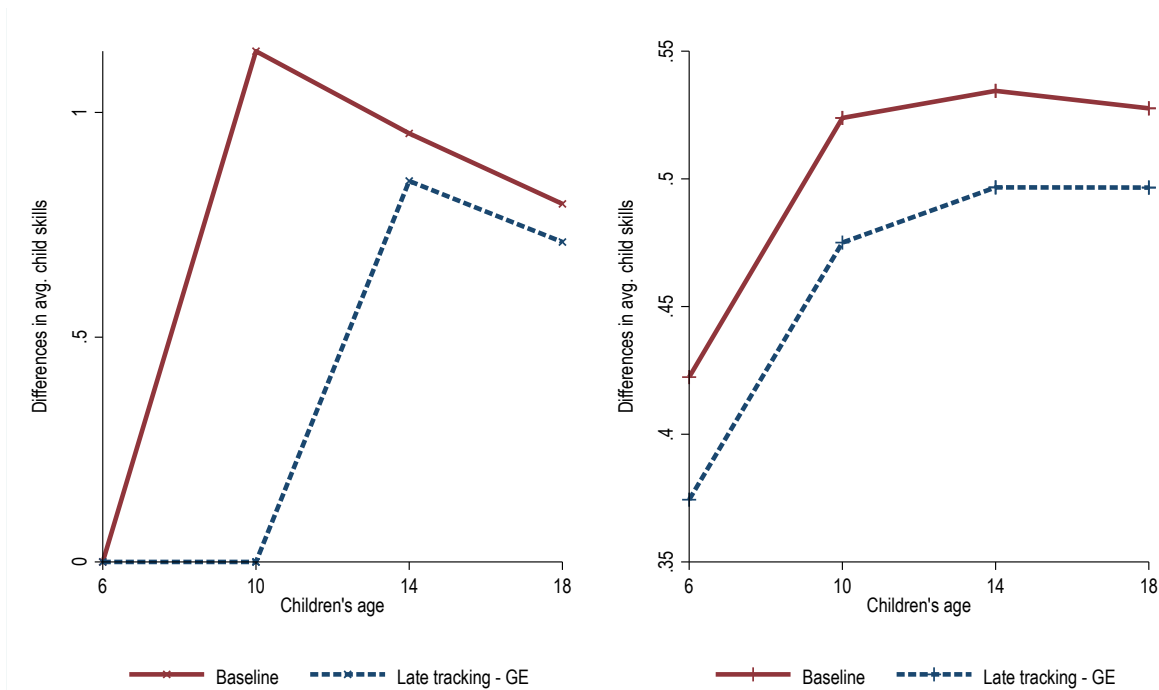 Differences in avg. child skills
1
.5
0
6 10 14 18
Children's age
Baseline Late tracking - GE
Differences in avg. child skills
.55
.5
.45
.4
.35
6 10 14 18
Children's age
Baseline Late tracking - GE